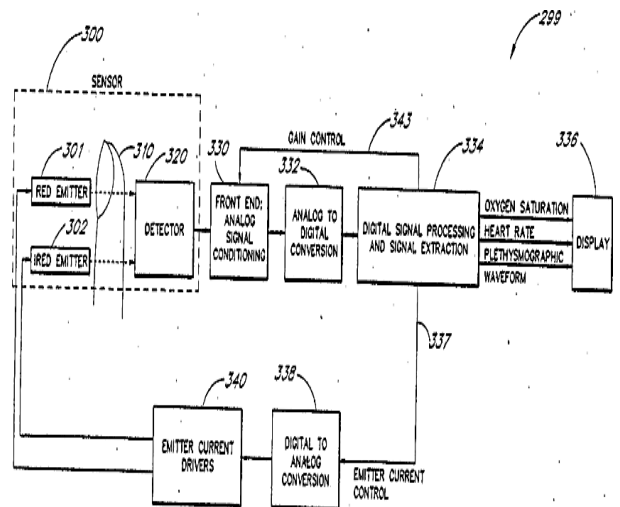 299
300
SENSOR
301
310
320
330
GAIN CONTROL
343
332
334
336
RED EMITTER
302
IRED EMITTER
DETECTOR
FRONT END;
ANALOG
SIGNAL
CONDITIONING
ANALOG TO
DIGITAL
CONVERSION
DIGITAL SIGNAL PROCESSING
AND SIGNAL EXTRACTION
OXYGEN SATURATION
HEART RATE
PLETHYSMOGRAPHIC
WAVEFORM
DISPLAY
337
340
338
EMITTER CURRENT
DRIVERS
DIGITAL TO
ANALOG
CONVERSION
EMITTER CURRENT
CONTROL